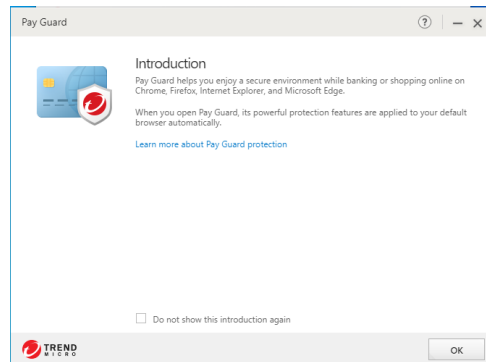 Pay Guard
?
Introduction
Pay Guard helps you enjoy a secure environment while banking or shopping online on
Chrome, Firefox, Internet Explorer, and Microsoft Edge.
When you open Pay Guard, its powerful protection features are applied to your default
browser automatically.
Learn more about Pay Guard protection
Do not show this introduction again
TREND
MICRO
OK